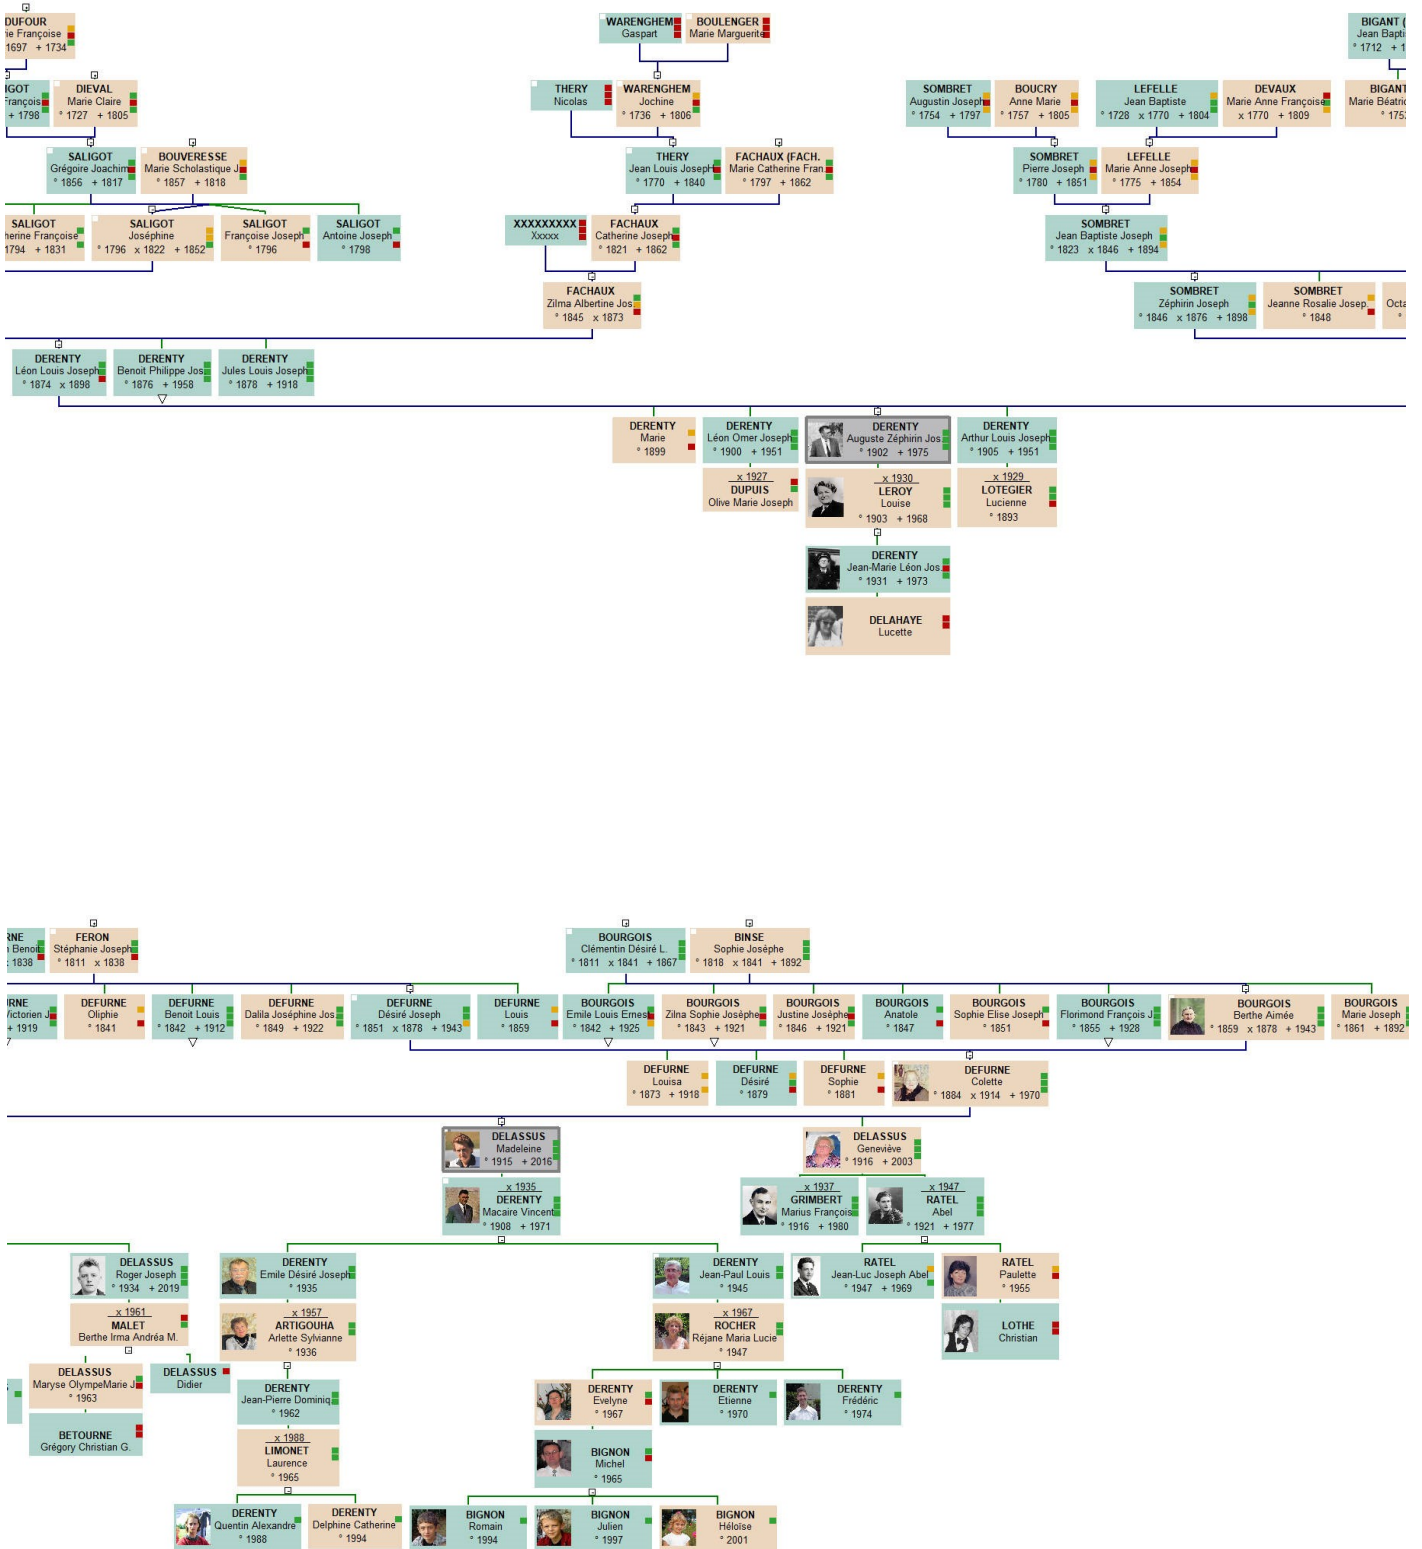 DUFOUR
ie Françoise
1697 + 1734
WARENGHEM
Gaspart
BOULENGER
Marie Marguerite
BIGANT (
Jean Bapti
° 1712 + 1
IGOT
François
+ 1798
DIEVAL
Marie Claire
° 1727 + 1805
THERY
Nicolas
WARENGHEM
Jochine
° 1736 + 1806
SOMBRET
Augustin Joseph
° 1754 + 1797
BOUCRY
Anne Marie
° 1757 + 1805
LEFELLE
Jean Baptiste
° 1728 x 1770 + 1804
DEVAUX
Marie Anne Françoise
x 1770 + 1809
BIGANT
Marie Béatric
° 175
SALIGOT
Grégoire Joachim
° 1856 + 1817
BOUVERESSE
Marie Scholastique J
° 1857 + 1818
THERY
Jean Louis Joseph
° 1770 + 1840
FACHAUX (FACH.
Marie Catherine Fran.
° 1797 + 1862
SOMBRET
Pierre Joseph
° 1780 + 1851
LEFELLE
Marie Anne Joseph
° 1775 + 1854
SALIGOT
herine Françoise
1794 + 1831
SALIGOT
Joséphine
° 1796 x 1822 + 1852
SALIGOT
Françoise Joseph
° 1796
SALIGOT
Antoine Joseph
° 1798
XXXXXXXXX
Xxxxx
FACHAUX
Catherine Joseph
° 1821 + 1862
SOMBRET
Jean Baptiste Joseph
° 1823 x 1846 + 1894
FACHAUX
Zilma Albertine Jos.
° 1845 x 1873
SOMBRET
Zéphirin Joseph
° 1846 x 1876 + 1898
SOMBRET
Jeanne Rosalie Josep.
° 1848
Octa
°
DERENTY
Léon Louis Joseph
° 1874 x 1898
DERENTY
Benoit Philippe Jos
° 1876 + 1958
DERENTY
Jules Louis Joseph
° 1878 + 1918
DERENTY
Marie
° 1899
DERENTY
Léon Omer Joseph
° 1900 + 1951
DERENTY
Auguste Zéphirin Jos.
° 1902 + 1975
DERENTY
Arthur Louis Joseph
° 1905 + 1951
x 1927
DUPUIS
Olive Marie Joseph
x 1930
LEROY
Louise
° 1903 + 1968
x 1929
LOTEGIER
Lucienne
° 1893
DERENTY
Jean-Marie Léon Jos.
° 1931 + 1973
DELAHAYE
Lucette
RNE
n Benoit
x 1838
FERON
Stéphanie Joseph
° 1811 x 1838
BOURGOIS
Clémentin Désiré L.
° 1811 x 1841 + 1867
BINSE
Sophie Josèphe
° 1818 x 1841 + 1892
URNE
Victorien J
+ 1919
DEFURNE
Oliphie
° 1841
DEFURNE
Benoit Louis
° 1842 + 1912
DEFURNE
Dalila Joséphine Jos.
° 1849 + 1922
DEFURNE
Désiré Joseph
° 1851 x 1878 + 1943
DEFURNE
Louis
° 1859
BOURGOIS
Emile Louis Ernest
° 1842 + 1925
BOURGOIS
Zilna Sophie Josèphe
° 1843 + 1921
BOURGOIS
Justine Josèphe
° 1846 + 1921
BOURGOIS
Anatole
° 1847
BOURGOIS
Sophie Elise Joseph
° 1851
BOURGOIS
Florimond François J
° 1855 + 1928
BOURGOIS
Berthe Aimée
° 1859 x 1878 + 1943
BOURGOIS
Marie Joseph
° 1861 + 1892
DEFURNE
Louisa
° 1873 + 1918
DEFURNE
Désiré
° 1879
DEFURNE
Sophie
° 1881
DEFURNE
Colette
° 1884 x 1914 + 1970
DELASSUS
Madeleine
° 1915 + 2016
DELASSUS
Geneviève
° 1916 + 2003
x 1935
DERENTY
Macaire Vincent
° 1908 + 1971
x 1937
GRIMBERT
Marius François
° 1916 + 1980
x 1947
RATEL
Abel
° 1921 + 1977
DELASSUS
Roger Joseph
° 1934 + 2019
DERENTY
Emile Désiré Joseph
° 1935
DERENTY
Jean-Paul Louis
° 1945
RATEL
Jean-Luc Joseph Abel
° 1947 + 1969
RATEL
Paulette
° 1955
x 1961
MALET
Berthe Irma Andréa M.
x 1957
ARTIGOUHA
Arlette Sylvianne
° 1936
x 1967
ROCHER
Réjane Maria Lucie
° 1947
LOTHE
Christian
DELASSUS
Maryse OlympeMarie J
° 1963
DELASSUS
Didier
DERENTY
Jean-Pierre Dominiq
° 1962
DERENTY
Evelyne
° 1967
DERENTY
Etienne
° 1970
DERENTY
Frédéric
° 1974
BETOURNE
Grégory Christian G.
x 1988
LIMONET
Laurence
° 1965
BIGNON
Michel
° 1965
DERENTY
Quentin Alexandre
° 1988
DERENTY
Delphine Catherine
° 1994
BIGNON
Romain
° 1994
BIGNON
Julien
° 1997
BIGNON
Héloïse
° 2001